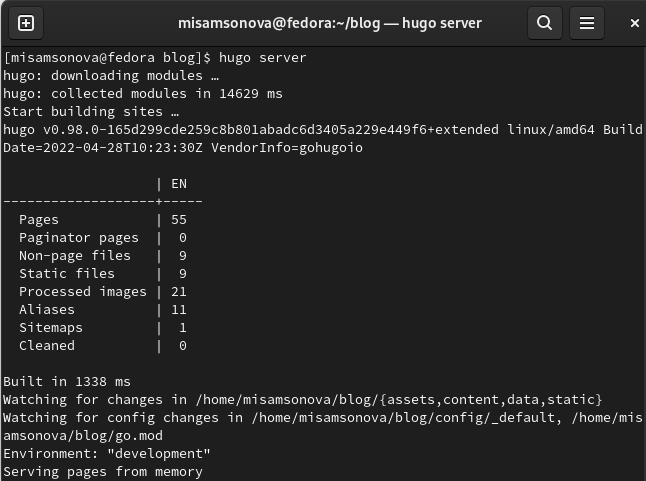 misamsonova@fedora:~/blog — hugo server
[misamsonova@fedora blog]$ hugo server
hugo: downloading modules …
hugo: collected modules in 14629 ms
Start building sites …
hugo v0.98.0-165d299cde259c8b801abadc6d3405a229e449f6+extended linux/amd64 Build
Date=2022-04-28T10:23:30Z VendorInfo=gohugoio
                   | EN
-------------------+-----
  Pages            | 55
  Paginator pages  |  0
  Non-page files   |  9
  Static files     |  9
  Processed images | 21
  Aliases          | 11
  Sitemaps         |  1
  Cleaned          |  0
Built in 1338 ms
Watching for changes in /home/misamsonova/blog/{assets,content,data,static}
Watching for config changes in /home/misamsonova/blog/config/_default, /home/mis
amsonova/blog/go.mod
Environment: "development"
Serving pages from memory